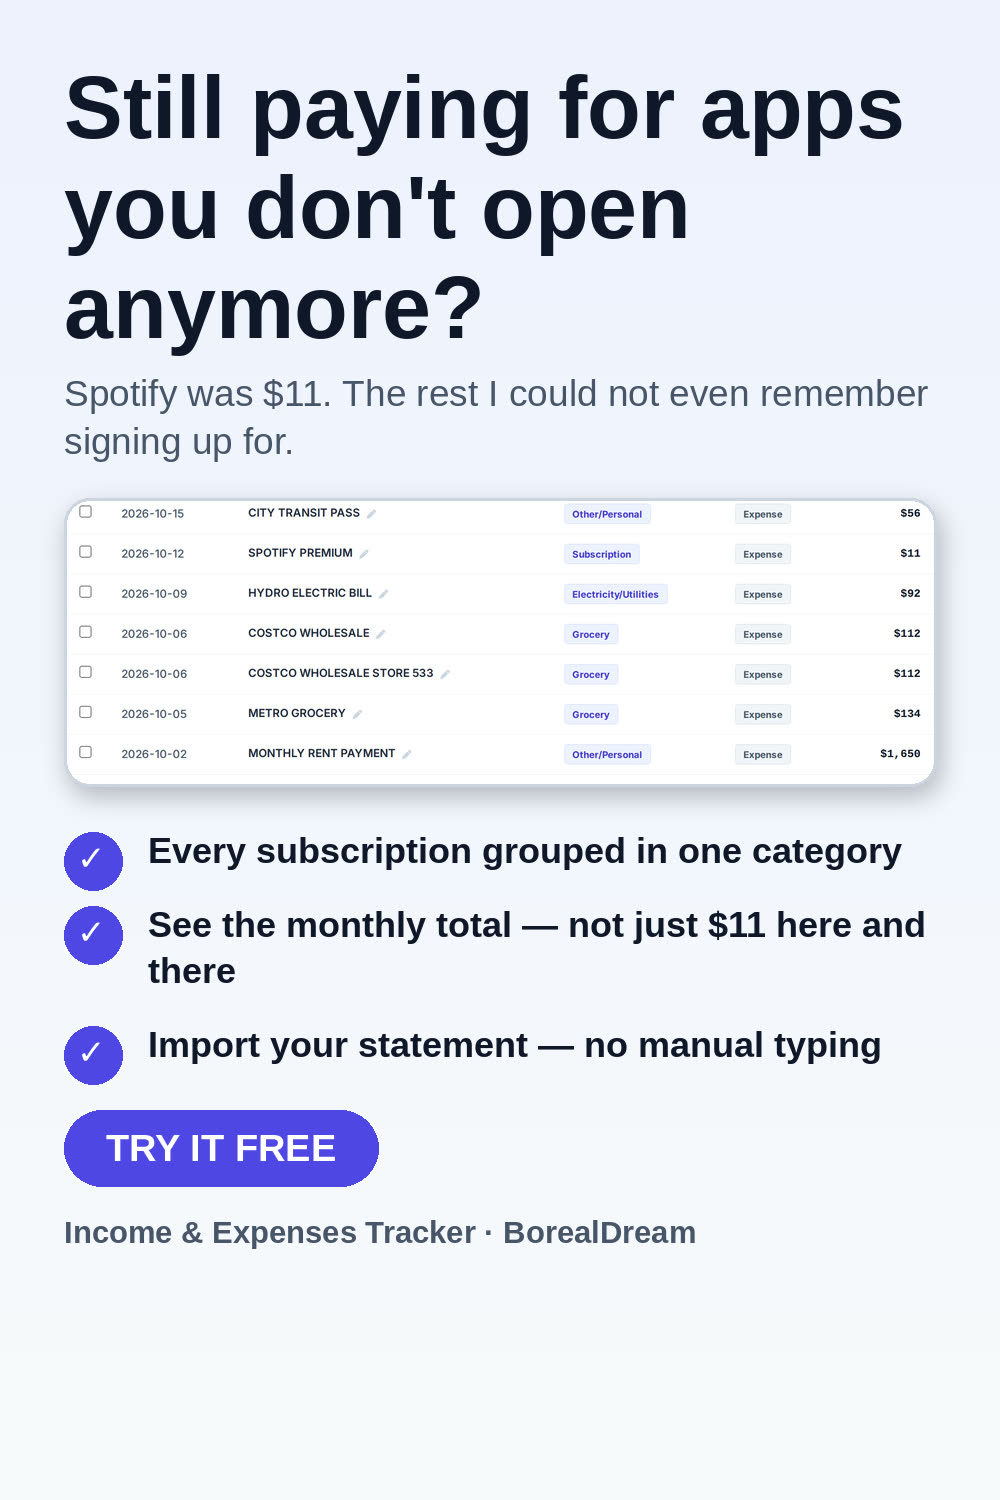 Still paying for apps
you don't open
anymore?
Spotify was $11. The rest I could not even remember
signing up for.
2026-10-15 CITY TRANSIT PASS Other/Personal Expense $56
2026-10-12 SPOTIFY PREMIUM Subscription Expense $11
2026-10-09 HYDRO ELECTRIC BILL Electricity/Utilities Expense $92
2026-10-06 COSTCO WHOLESALE Grocery Expense $112
2026-10-06 COSTCO WHOLESALE STORE 533 Grocery Expense $112
2026-10-05 METRO GROCERY Grocery Expense $134
2026-10-02 MONTHLY RENT PAYMENT Other/Personal Expense $1,650
✓ Every subscription grouped in one category
✓ See the monthly total — not just $11 here and
there
✓ Import your statement — no manual typing
TRY IT FREE
Income & Expenses Tracker · BorealDream